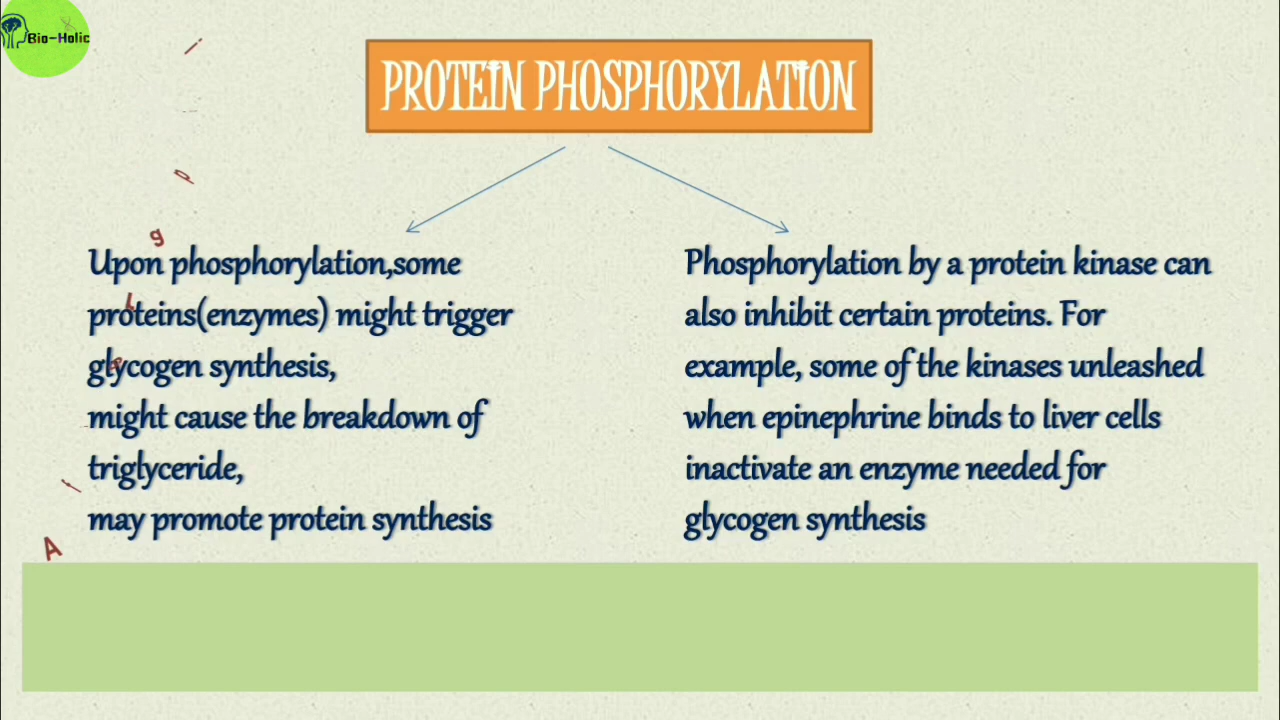 Bio-Holic
PROTEIN PHOSPHORYLATION
Upon phosphorylation,some
proteins(enzymes) might trigger
glycogen synthesis,
might cause the breakdown of
triglyceride,
may promote protein synthesis
Phosphorylation by a protein kinase can
also inhibit certain proteins. For
example, some of the kinases unleashed
when epinephrine binds to liver cells
inactivate an enzyme needed for
glycogen synthesis